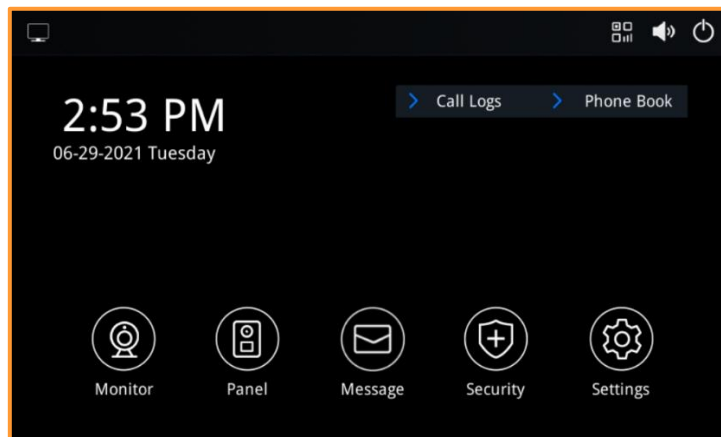 2:53 PM
Call Logs Phone Book
06-29-2021 Tuesday
Monitor Panel Message Security Settings